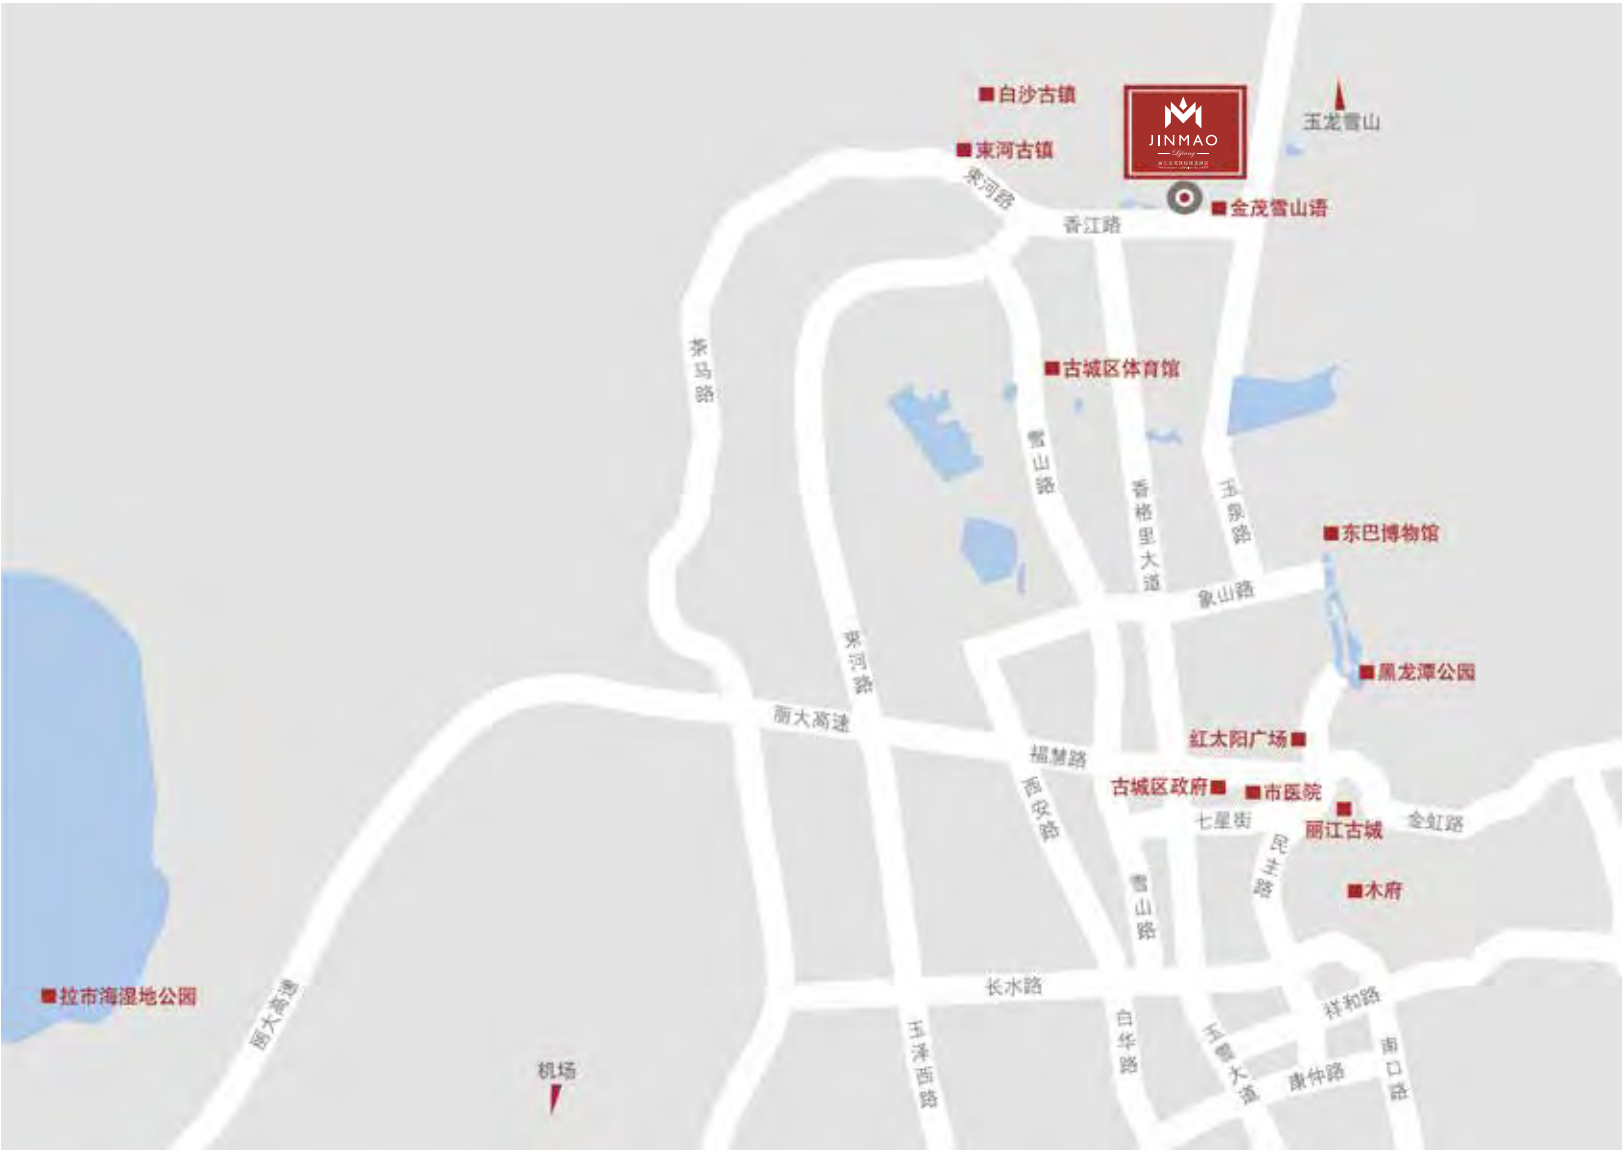 白沙古镇
JINMAO
Lijiang
玉龙雪山
束河古镇
束河路
金茂雪山语
香江路
茶马路
古城区体育馆
雪山路
香格里大道
玉泉路
东巴博物馆
象山路
束河路
黑龙潭公园
丽大高速
红太阳广场
福慧路
古城区政府
市医院
西安路
七星街
丽江古城
金虹路
民主路
木府
雪山路
长水路
拉市海湿地公园
丽大高速
祥和路
白华路
玉泽西路
玉雪大道
南口路
机场
康仲路